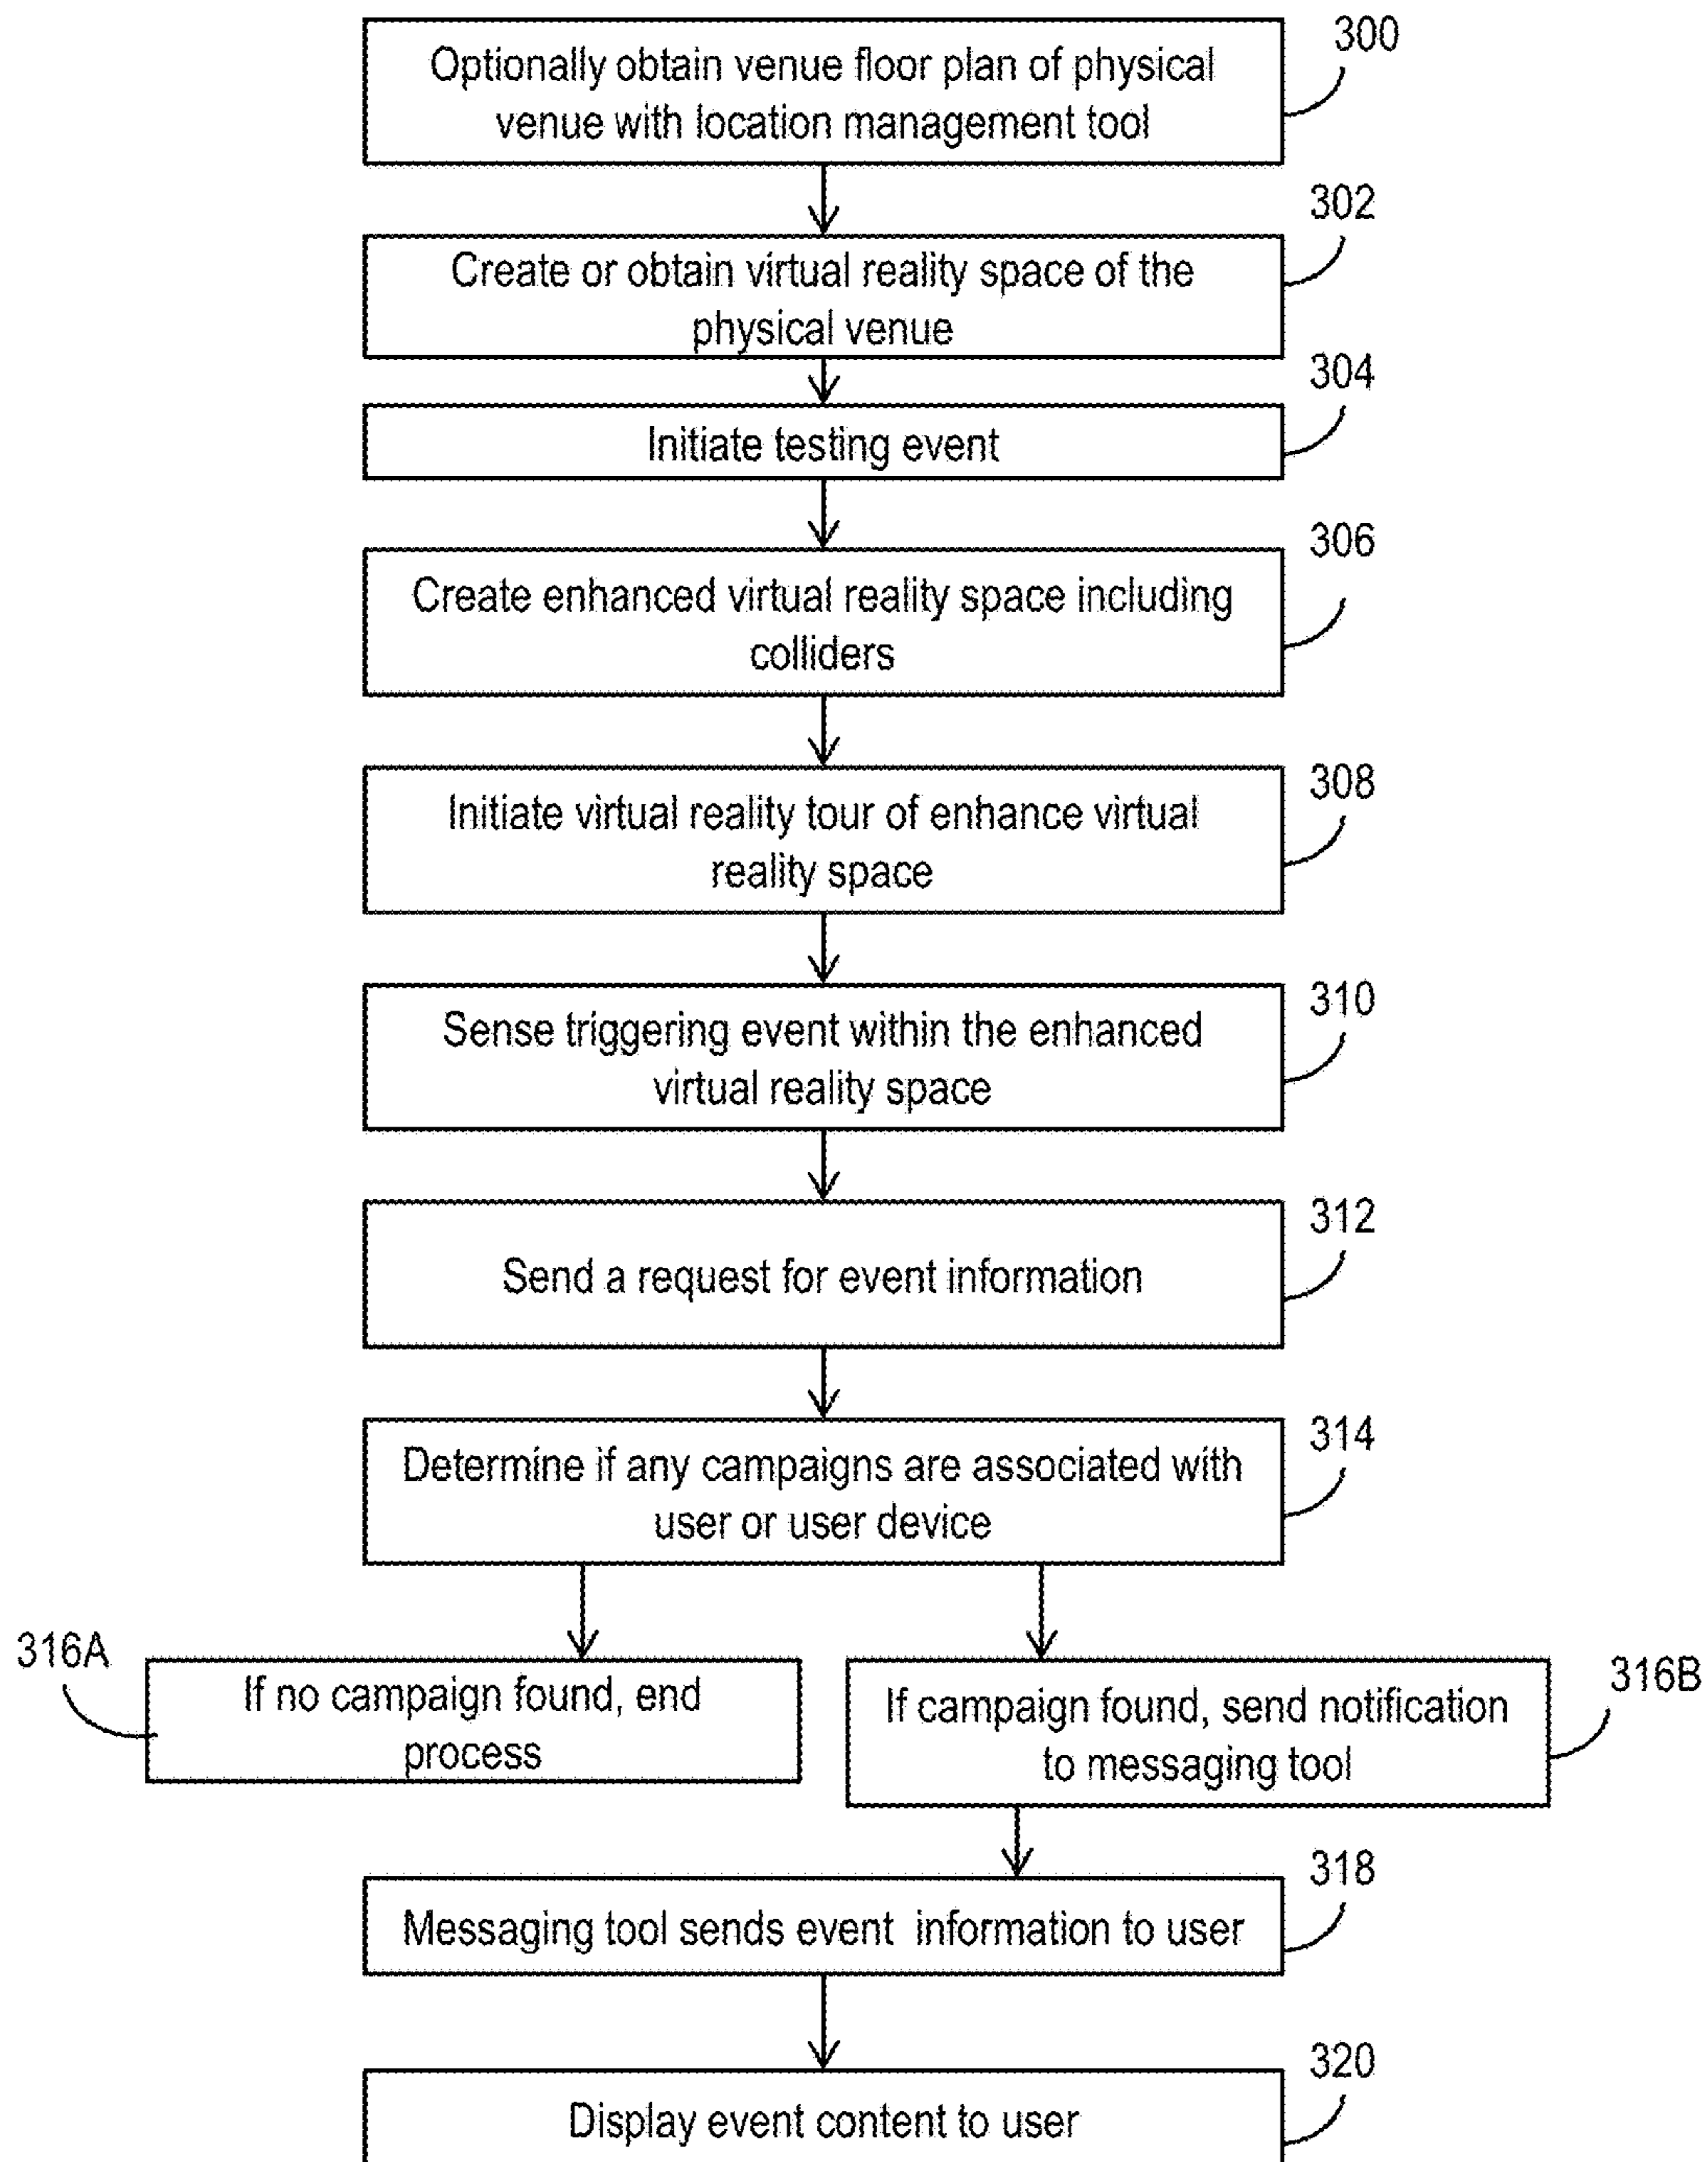 300
Optionally obtain venue floor plan of physical
venue with location management tool
302
Create or obtain virtual reality space of the
physical venue
304
Initiate testing event
306
Create enhanced virtual reality space including
colliders
308
Initiate virtual reality tour of enhance virtual
reality space
310
Sense triggering event within the enhanced
virtual reality space
312
Send a request for event information
314
Determine if any campaigns are associated with
user or user device
316A
If no campaign found, end
process
316B
If campaign found, send notification
to messaging tool
318
Messaging tool sends event information to user
320
Display event content to user